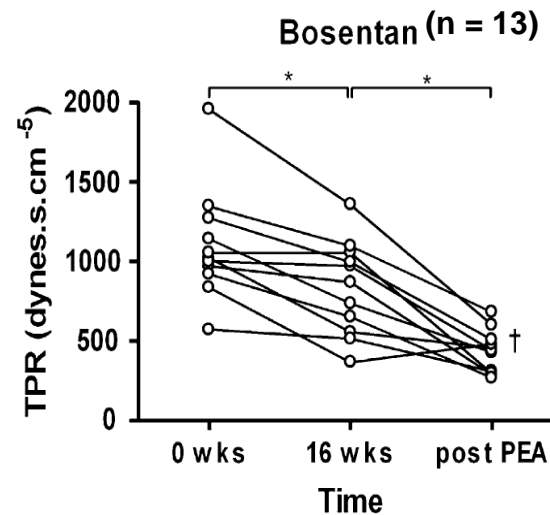 Bosentan (n = 13)
* *
2000
1500
1000
500
0
†
TPR (dynes.s.cm -5)
0 wks 16 wks post PEA
Time